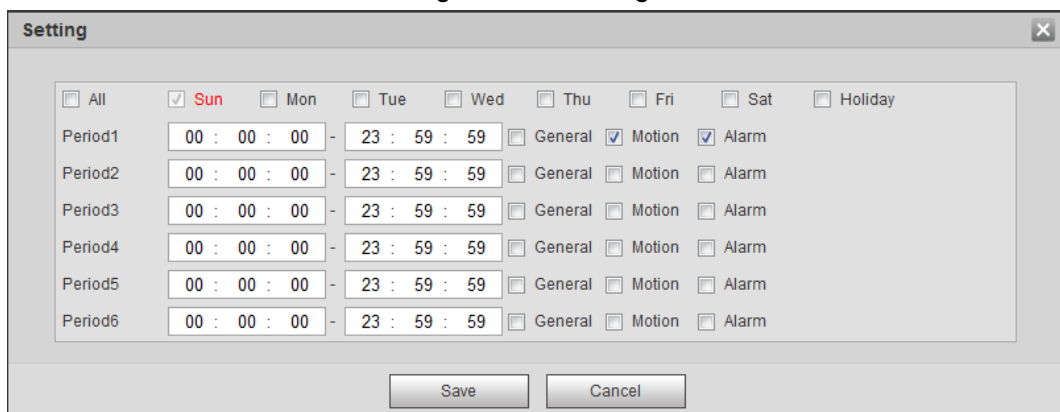 Setting
All Sun Mon Tue Wed Thu Fri Sat Holiday
Period1 00 : 00 : 00 - 23 : 59 : 59 General Motion Alarm
Period2 00 : 00 : 00 - 23 : 59 : 59 General Motion Alarm
Period3 00 : 00 : 00 - 23 : 59 : 59 General Motion Alarm
Period4 00 : 00 : 00 - 23 : 59 : 59 General Motion Alarm
Period5 00 : 00 : 00 - 23 : 59 : 59 General Motion Alarm
Period6 00 : 00 : 00 - 23 : 59 : 59 General Motion Alarm
Save Cancel